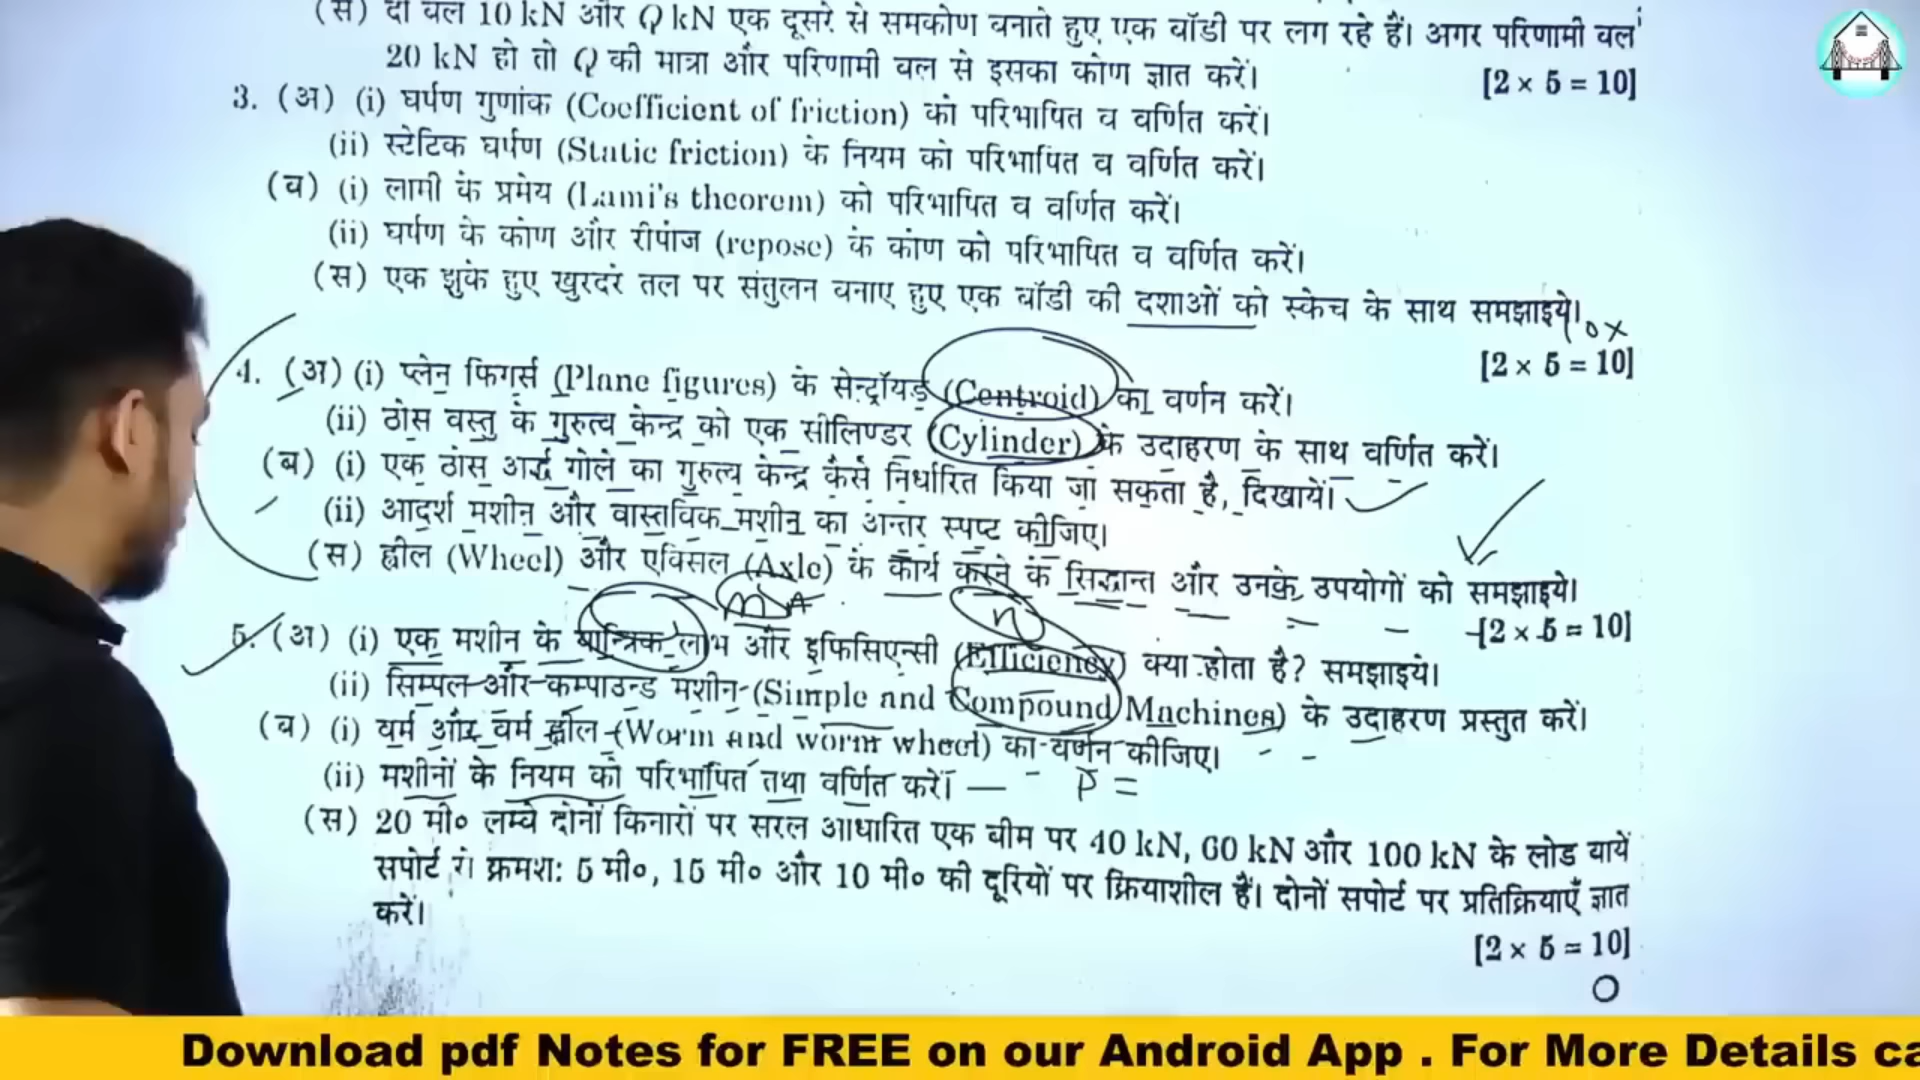 (स) दो बल 10 kN और Q kN एक दूसरे से समकोण बनाते हुए एक बॉडी पर लग रहे हैं। अगर परिणामी बल
20 kN हो तो Q की मात्रा और परिणामी बल से इसका कोण ज्ञात करें।
[2 × 5 = 10]
3. (अ) (i) घर्षण गुणांक (Coefficient of friction) को परिभाषित व वर्णित करें।
(ii) स्टेटिक घर्षण (Static friction) के नियम को परिभाषित व वर्णित करें।
(ब) (i) लामी के प्रमेय (Lami's theorem) को परिभाषित व वर्णित करें।
(ii) घर्षण के कोण और रीपोज (repose) के कोण को परिभाषित व वर्णित करें।
(स) एक झुके हुए खुरदरे तल पर संतुलन बनाए हुए एक बॉडी की दशाओं को स्केच के साथ समझाइये।
[2 × 5 = 10]
4. (अ) (i) प्लेन फिगर्स (Plane figures) के सेन्ट्रॉयड (Centroid) का वर्णन करें।
(ii) ठोस वस्तु के गुरुत्व केन्द्र को एक सीलिण्डर (Cylinder) के उदाहरण के साथ वर्णित करें।
(ब) (i) एक ठोस अर्द्ध गोले का गुरुत्व केन्द्र कैसे निर्धारित किया जा सकता है, दिखायें।
(ii) आदर्श मशीन और वास्तविक मशीन का अन्तर स्पष्ट कीजिए।
(स) ह्वील (Wheel) और एक्सिल (Axle) के कार्य करने के सिद्धान्त और उनके उपयोगों को समझाइये।
[2 × 5 = 10]
MA
η
5. (अ) (i) एक मशीन के यान्त्रिक लाभ और इफिसिएन्सी (Efficiency) क्या होता है? समझाइये।
(ii) सिम्पल और कम्पाउन्ड मशीन (Simple and Compound Machines) के उदाहरण प्रस्तुत करें।
(ब) (i) वर्म और वर्म ह्वील (Worm and worm wheel) का वर्णन कीजिए।
(ii) मशीनों के नियम को परिभाषित तथा वर्णित करें।
P =
(स) 20 मी० लम्बे दोनों किनारों पर सरल आधारित एक बीम पर 40 kN, 60 kN और 100 kN के लोड बायें
सपोर्ट से क्रमश: 5 मी०, 15 मी० और 10 मी० की दूरियों पर क्रियाशील हैं। दोनों सपोर्ट पर प्रतिक्रियाएँ ज्ञात
करें।
[2 × 5 = 10]
Download pdf Notes for FREE on our Android App . For More Details ca